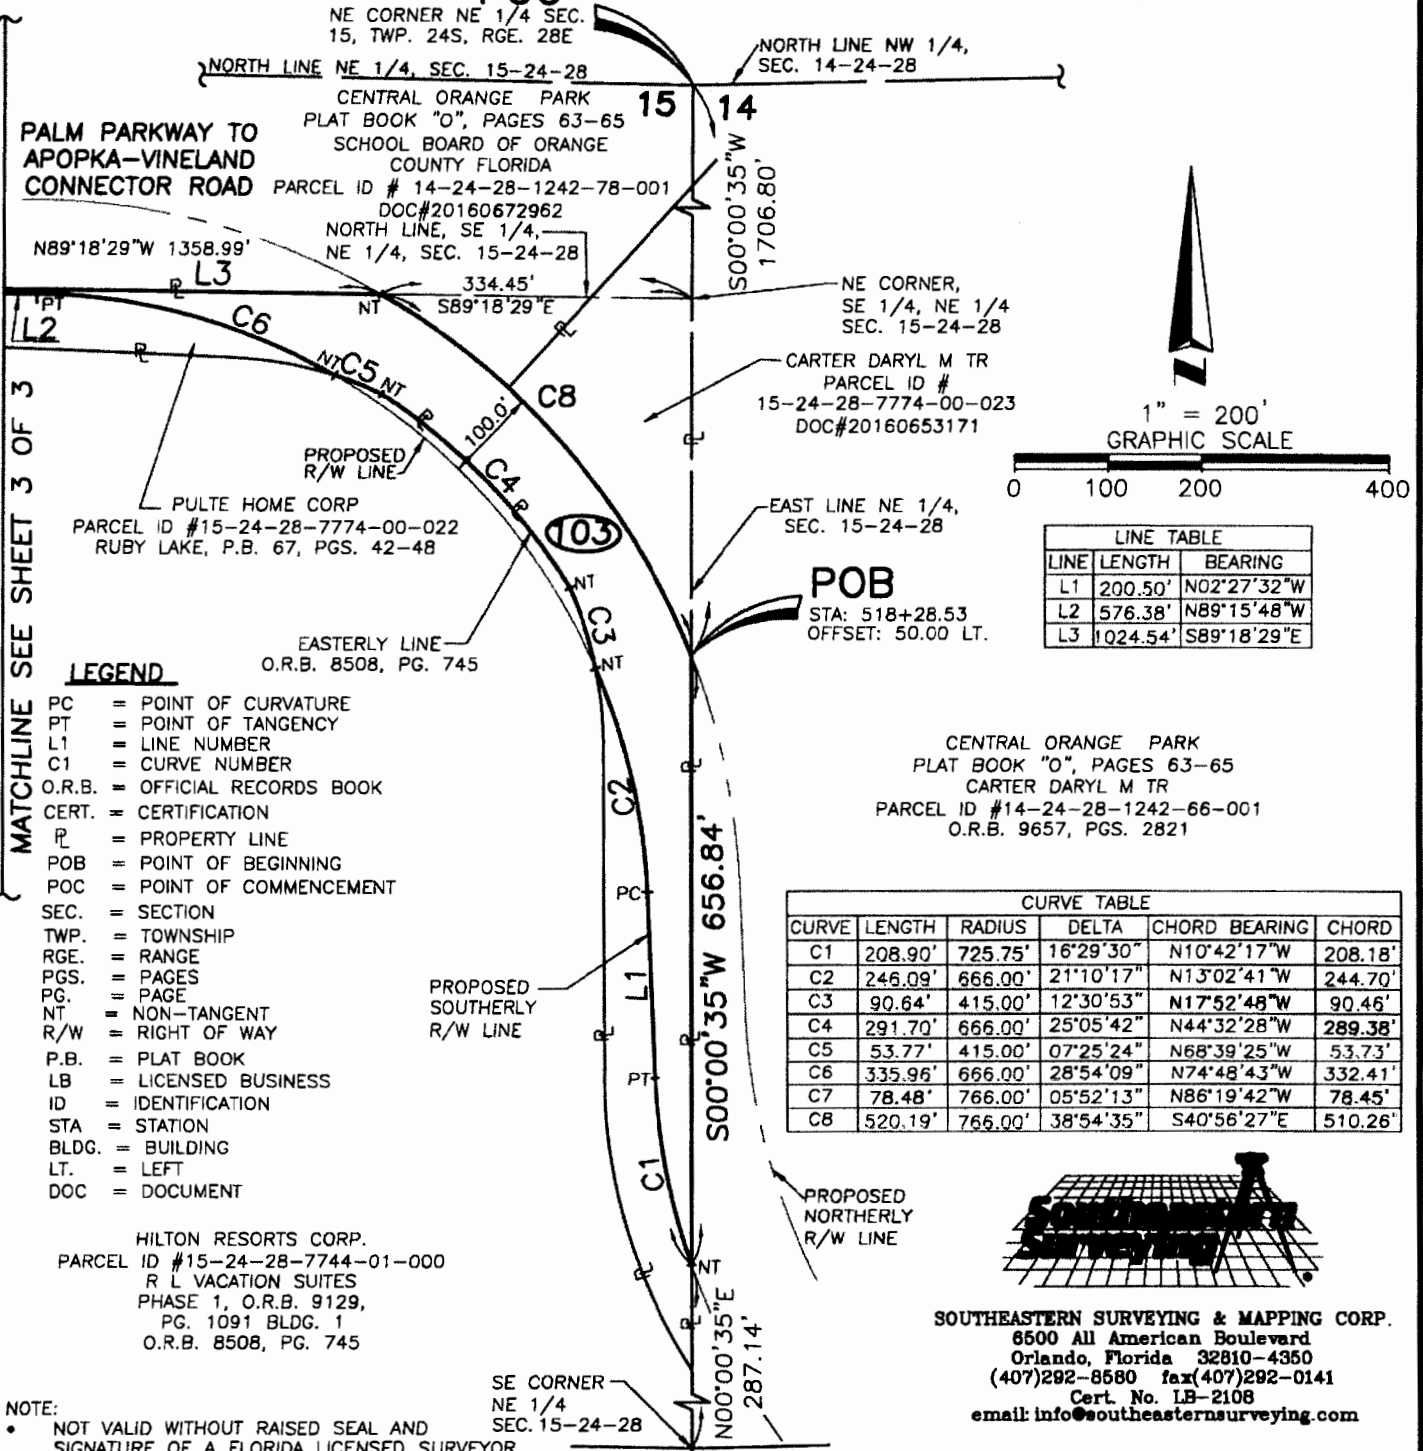 NE CORNER NE 1/4 SEC.
15, TWP. 24S, RGE. 28E
NORTH LINE NW 1/4,
SEC. 14-24-28
NORTH LINE NE 1/4, SEC. 15-24-28
15 14
CENTRAL ORANGE PARK
PLAT BOOK "O", PAGES 63-65
SCHOOL BOARD OF ORANGE
COUNTY FLORIDA
PARCEL ID # 14-24-28-1242-78-001
DOC#20160672962
PALM PARKWAY TO
APOPKA-VINELAND
CONNECTOR ROAD
S00°00'35"W
1706.80'
NORTH LINE, SE 1/4,
NE 1/4, SEC. 15-24-28
N89°18'29"W 1358.99'
L3
334.45'
S89°18'29"E
NT
PT
L2
C6
NT
C5
NT
C8
100.0'
NE CORNER,
SE 1/4, NE 1/4
SEC. 15-24-28
CARTER DARYL M TR
PARCEL ID #
15-24-28-7774-00-023
DOC#20160653171
1" = 200'
GRAPHIC SCALE
0 100 200 400
MATCHLINE SEE SHEET 3 OF 3
PROPOSED
R/W LINE
C4
PULTE HOME CORP
PARCEL ID #15-24-28-7774-00-022
RUBY LAKE, P.B. 67, PGS. 42-48
103
EAST LINE NE 1/4,
SEC. 15-24-28
LINE TABLE
LINE LENGTH BEARING
L1 200.50' N02°27'32"W
L2 576.38' N89°15'48"W
L3 1024.54' S89°18'29"E
POB
STA: 518+28.53
OFFSET: 50.00 LT.
NT
C3
NT
EASTERLY LINE
O.R.B. 8508, PG. 745
LEGEND
PC = POINT OF CURVATURE
PT = POINT OF TANGENCY
L1 = LINE NUMBER
C1 = CURVE NUMBER
O.R.B. = OFFICIAL RECORDS BOOK
CERT. = CERTIFICATION
PL = PROPERTY LINE
POB = POINT OF BEGINNING
POC = POINT OF COMMENCEMENT
SEC. = SECTION
TWP. = TOWNSHIP
RGE. = RANGE
PGS. = PAGES
PG. = PAGE
NT = NON-TANGENT
R/W = RIGHT OF WAY
P.B. = PLAT BOOK
LB = LICENSED BUSINESS
ID = IDENTIFICATION
STA = STATION
BLDG. = BUILDING
LT. = LEFT
DOC = DOCUMENT
CENTRAL ORANGE PARK
PLAT BOOK "O", PAGES 63-65
CARTER DARYL M TR
PARCEL ID #14-24-28-1242-66-001
O.R.B. 9657, PGS. 2821
C2
PC
L1
PT
C1
S00°00'35"W 656.84'
PROPOSED
SOUTHERLY
R/W LINE
CURVE TABLE
CURVE LENGTH RADIUS DELTA CHORD BEARING CHORD
C1 208.90' 725.75' 16°29'30" N10°42'17"W 208.18'
C2 246.09' 666.00' 21°10'17" N13°02'41"W 244.70'
C3 90.64' 415.00' 12°30'53" N17°52'48"W 90.46'
C4 291.70' 666.00' 25°05'42" N44°32'28"W 289.38'
C5 53.77' 415.00' 07°25'24" N68°39'25"W 53.73'
C6 335.96' 666.00' 28°54'09" N74°48'43"W 332.41'
C7 78.48' 766.00' 05°52'13" N86°19'42"W 78.45'
C8 520.19' 766.00' 38°54'35" S40°56'27"E 510.26'
PROPOSED
NORTHERLY
R/W LINE
Southeastern
Surveying
HILTON RESORTS CORP.
PARCEL ID #15-24-28-7744-01-000
R L VACATION SUITES
PHASE 1, O.R.B. 9129,
PG. 1091 BLDG. 1
O.R.B. 8508, PG. 745
NT
N00°00'35"E
287.14'
SOUTHEASTERN SURVEYING & MAPPING CORP.
6500 All American Boulevard
Orlando, Florida 32810-4350
(407)292-8580 fax(407)292-0141
Cert. No. LB-2108
email: info@southeasternsurveying.com
SE CORNER
NE 1/4
SEC. 15-24-28
NOTE:
• NOT VALID WITHOUT RAISED SEAL AND
SIGNATURE OF A FLORIDA LICENSED SURVEYOR